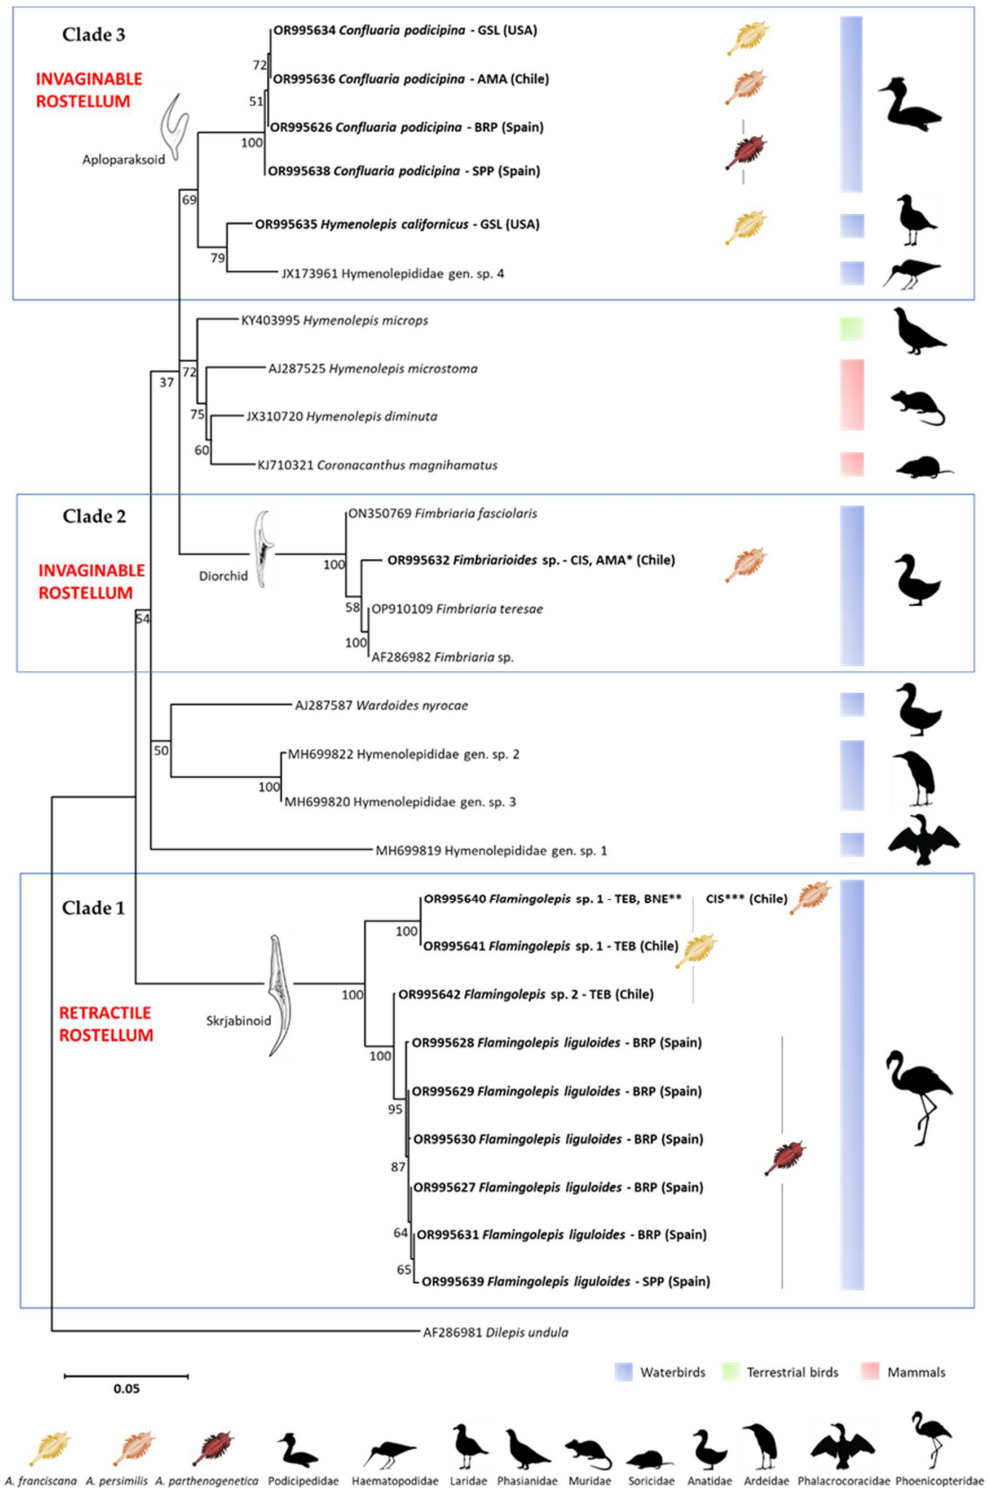 Clade 3
INVAGINABLE
ROSTELLUM
Aploparaksoid
OR995634 Confluaria podicipina - GSL (USA)
72
OR995636 Confluaria podicipina - AMA (Chile)
51
OR995626 Confluaria podicipina - BRP (Spain)
100
OR995638 Confluaria podicipina - SPP (Spain)
69
OR995635 Hymenolepis californicus - GSL (USA)
79
JX173961 Hymenolepididae gen. sp. 4
KY403995 Hymenolepis microps
72
37
AJ287525 Hymenolepis microstoma
75
JX310720 Hymenolepis diminuta
60
KJ710321 Coronacanthus magnihamatus
Clade 2
INVAGINABLE
ROSTELLUM
Diorchid
ON350769 Fimbriaria fasciolaris
100
OR995632 Fimbriarioides sp. - CIS, AMA* (Chile)
58
OP910109 Fimbriaria teresae
100
AF286982 Fimbriaria sp.
54
AJ287587 Wardoides nyrocae
50
MH699822 Hymenolepididae gen. sp. 2
100
MH699820 Hymenolepididae gen. sp. 3
MH699819 Hymenolepididae gen. sp. 1
Clade 1
RETRACTILE
ROSTELLUM
Skrjabinoid
OR995640 Flamingolepis sp. 1 - TEB, BNE** CIS*** (Chile)
100
OR995641 Flamingolepis sp. 1 - TEB (Chile)
100
OR995642 Flamingolepis sp. 2 - TEB (Chile)
100
OR995628 Flamingolepis liguloides - BRP (Spain)
OR995629 Flamingolepis liguloides - BRP (Spain)
95
OR995630 Flamingolepis liguloides - BRP (Spain)
87
OR995627 Flamingolepis liguloides - BRP (Spain)
64
OR995631 Flamingolepis liguloides - BRP (Spain)
65
OR995639 Flamingolepis liguloides - SPP (Spain)
AF286981 Dilepis undula
0.05
Waterbirds Terrestrial birds Mammals
A. franciscana A. persimilis A. parthenogenetica Podicipedidae Haematopodidae Laridae Phasianidae Muridae Soricidae Anatidae Ardeidae Phalacrocoracidae Phoenicopteridae